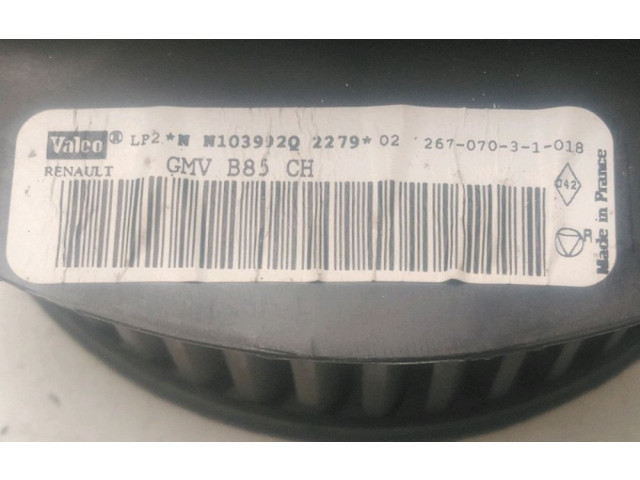 Valeo® LP2 *N N103992Q 2279* 02 267-070-3-1-018
RENAULT GMV B85 CH
042
R
Made in France